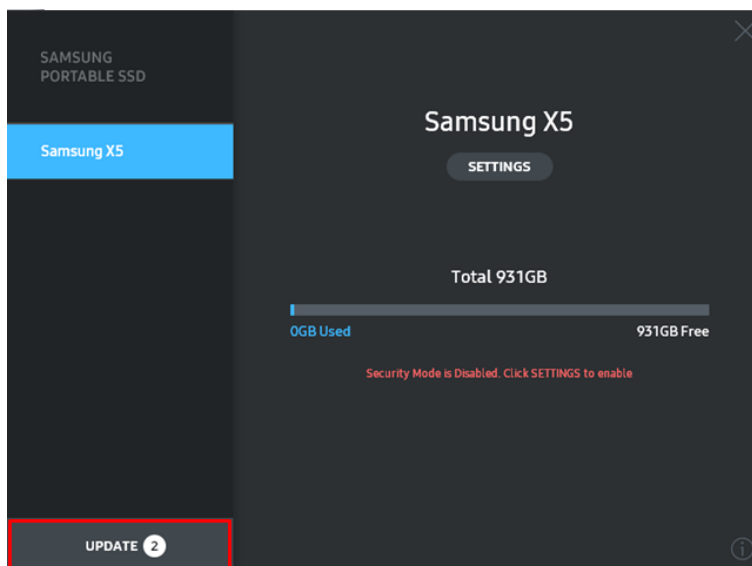 SAMSUNG
PORTABLE SSD
Samsung X5
Samsung X5
SETTINGS
Total 931GB
0GB Used
931GB Free
Security Mode is Disabled. Click SETTINGS to enable
UPDATE 2